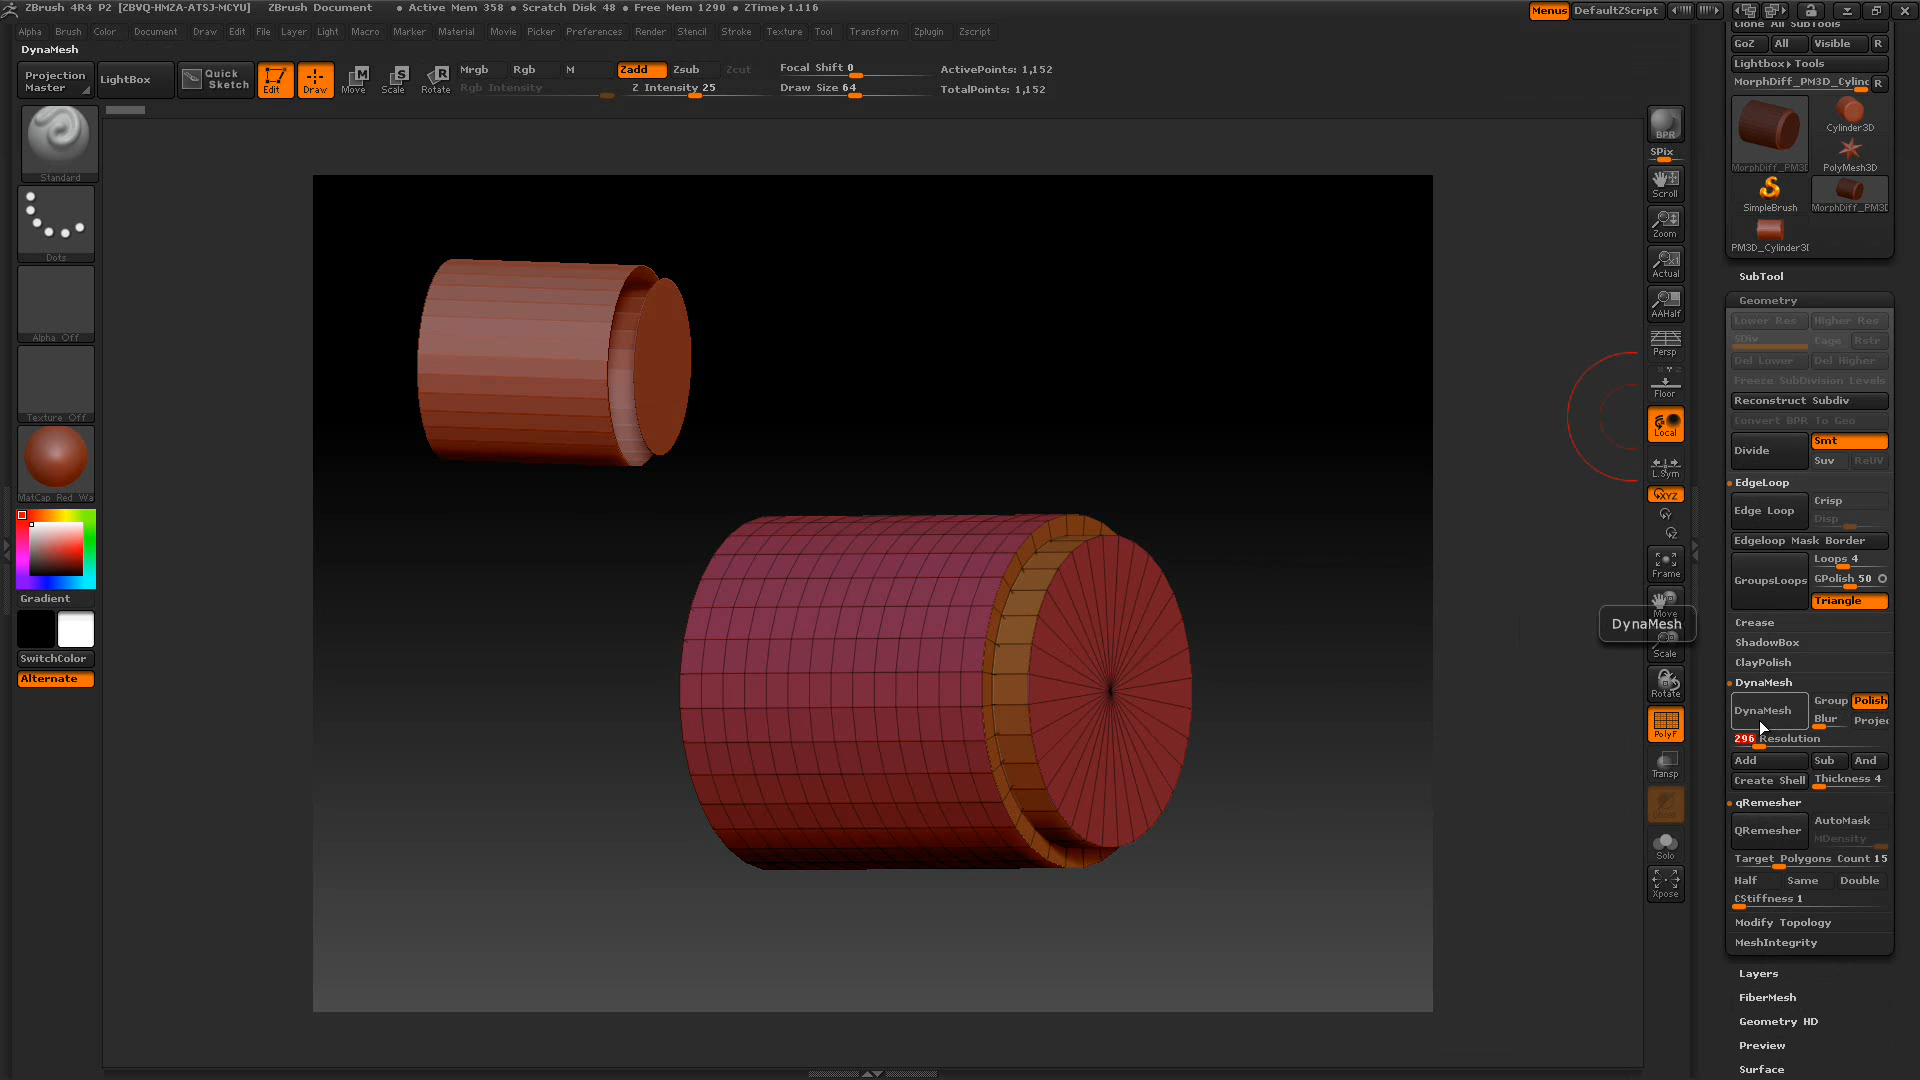 ZBrush 4R4 P2 [ZBVQ-HMZA-ATSJ-MCYU] ZBrush Document • Active Mem 358 • Scratch Disk 48 • Free Mem 1290 • ZTime▸1.116 Menus DefaultZScript
Alpha Brush Color Document Draw Edit File Layer Light Macro Marker Material Movie Picker Preferences Render Stencil Stroke Texture Tool Transform Zplugin Zscript
DynaMesh
Projection Master
LightBox
Quick Sketch
Edit
Draw
Move
Scale
Rotate
Mrgb Rgb M
Rgb Intensity
Zadd Zsub Zcut
Z Intensity 25
Focal Shift 0
Draw Size 64
ActivePoints: 1,152
TotalPoints: 1,152
Standard
Dots
Alpha Off
Texture Off
MatCap Red Wa
Gradient
SwitchColor
Alternate
BPR
SPix
Scroll
Zoom
Actual
AAHalf
Persp
Floor
Local
L.Sym
XYZ
Frame
Move
DynaMesh
Scale
Rotate
PolyF
Transp
Solo
Xpose
Clone All SubTools
GoZ All Visible R
Lightbox▸Tools
MorphDiff_PM3D_Cylinc R
MorphDiff_PM3D
Cylinder3D
PolyMesh3D
SimpleBrush
MorphDiff_PM3D
PM3D_Cylinder3D
SubTool
Geometry
Lower Res Higher Res
SDiv Cage Rstr
Del Lower Del Higher
Freeze SubDivision Levels
Reconstruct Subdiv
Convert BPR To Geo
Divide Smt
Suv ReUV
EdgeLoop
Edge Loop Crisp
Disp
Edgeloop Mask Border
GroupsLoops Loops 4
GPolish 50
Triangle
Crease
ShadowBox
ClayPolish
DynaMesh
DynaMesh Group Polish
Blur Projec
296 Resolution
Add Sub And
Create Shell Thickness 4
qRemesher
QRemesher AutoMask
MDensity
Target Polygons Count 15
Half Same Double
CStiffness 1
Modify Topology
MeshIntegrity
Layers
FiberMesh
Geometry HD
Preview
Surface